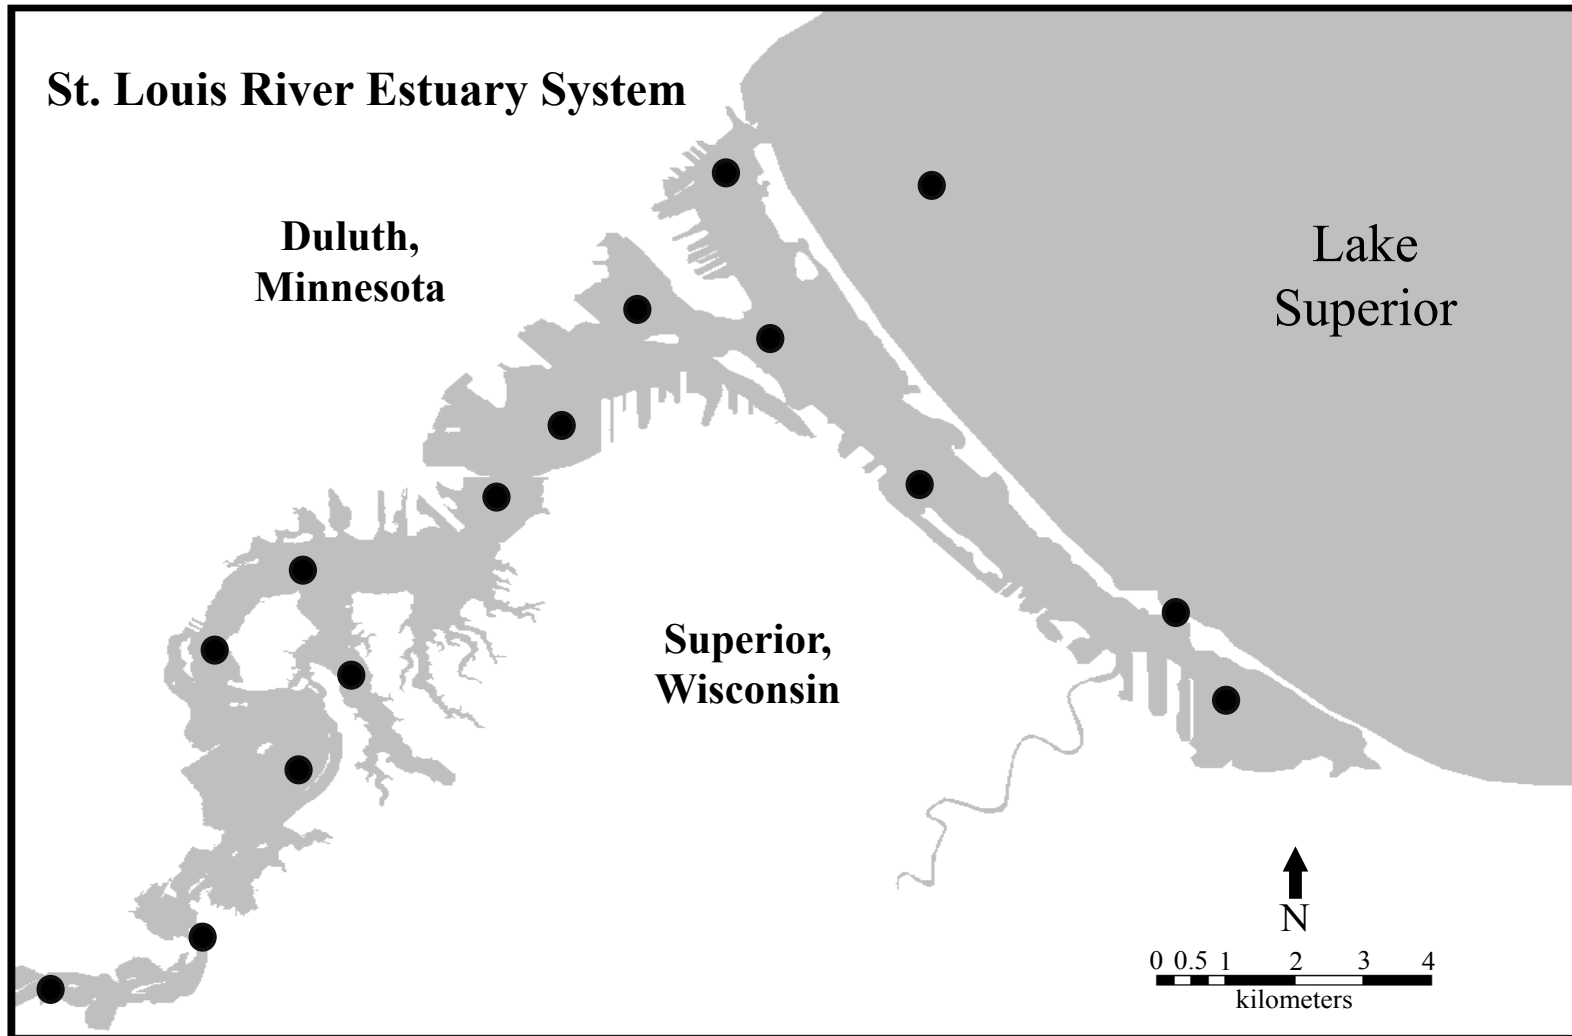 St. Louis River Estuary System
Duluth,
Minnesota
Lake
Superior
Superior,
Wisconsin
N
0 0.5 1 2 3 4
kilometers